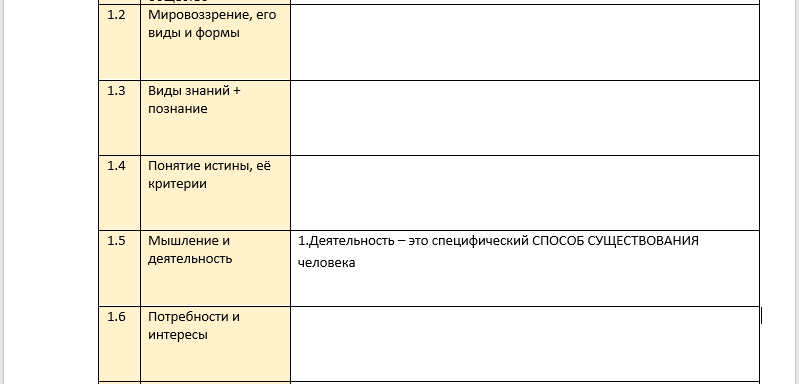 1.2
Мировоззрение, его
виды и формы
1.3
Виды знаний +
познание
1.4
Понятие истины, её
критерии
1.5
Мышление и
деятельность
1.Деятельность – это специфический СПОСОБ СУЩЕСТВОВАНИЯ
человека
1.6
Потребности и
интересы